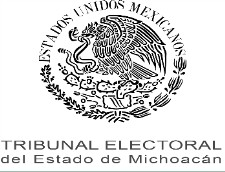 ESTADOS UNIDOS MEXICANOS
TRIBUNAL ELECTORAL
del Estado de Michoacán